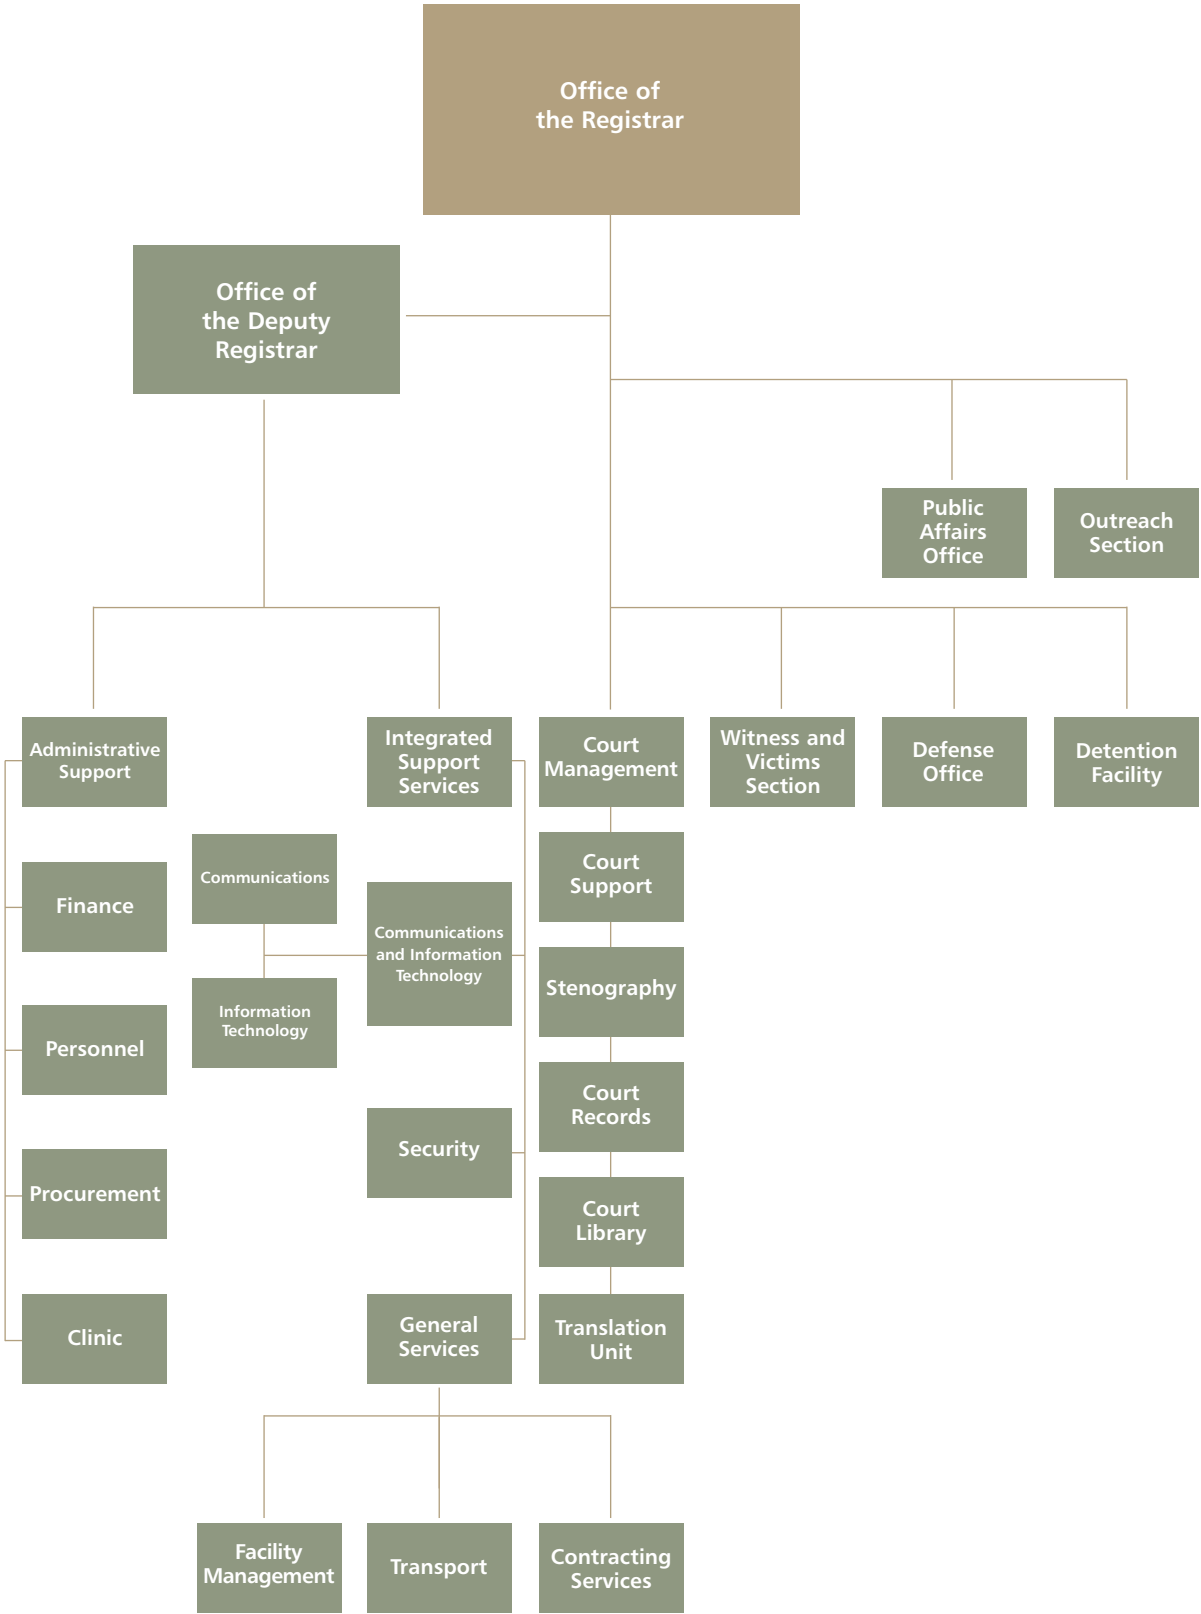 Office of
the Registrar
Office of
the Deputy
Registrar
Public
Affairs
Office
Outreach
Section
Administrative
Support
Integrated
Support
Services
Court
Management
Witness and
Victims
Section
Defense
Office
Detention
Facility
Communications
Court
Support
Finance
Communications
and Information
Technology
Stenography
Information
Technology
Personnel
Court
Records
Security
Procurement
Court
Library
Clinic
General
Services
Translation
Unit
Facility
Management
Transport
Contracting
Services